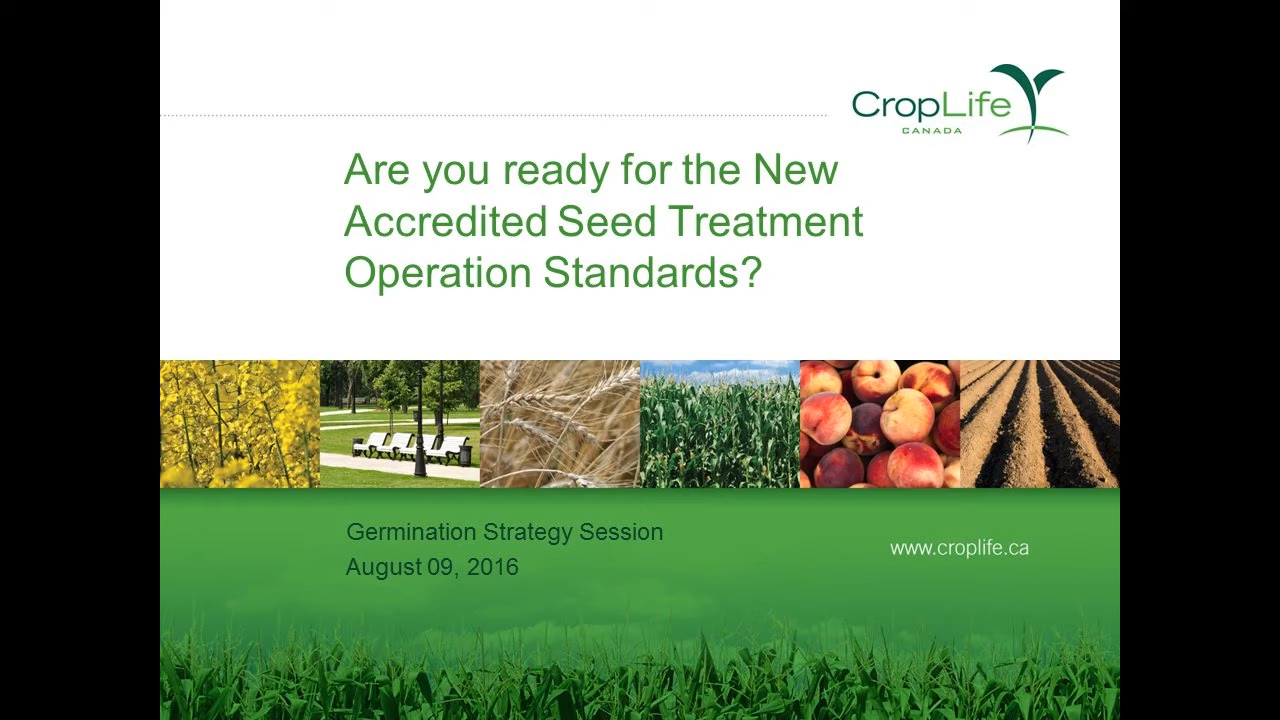 CropLife
CANADA
Are you ready for the New
Accredited Seed Treatment
Operation Standards?
Germination Strategy Session
August 09, 2016
www.croplife.ca